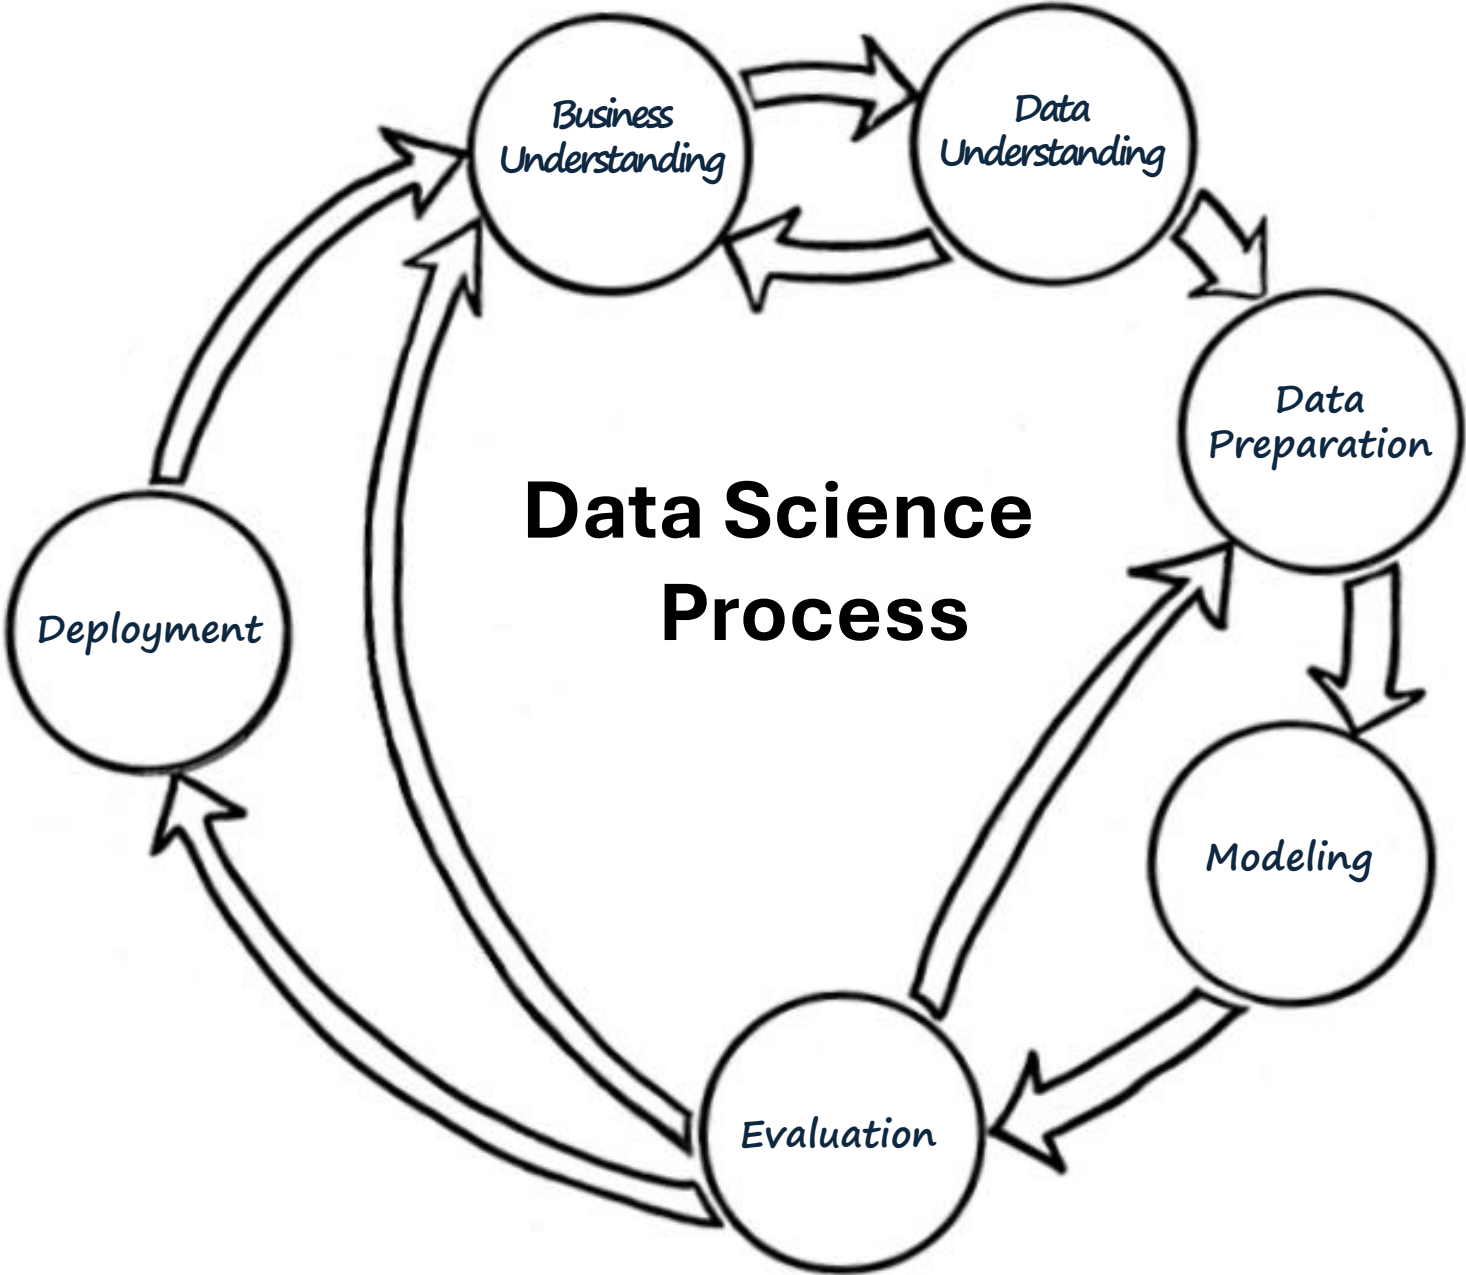 Business
Understanding
Data
Understanding
Data
Preparation
Data Science
Process
Deployment
Modeling
Evaluation